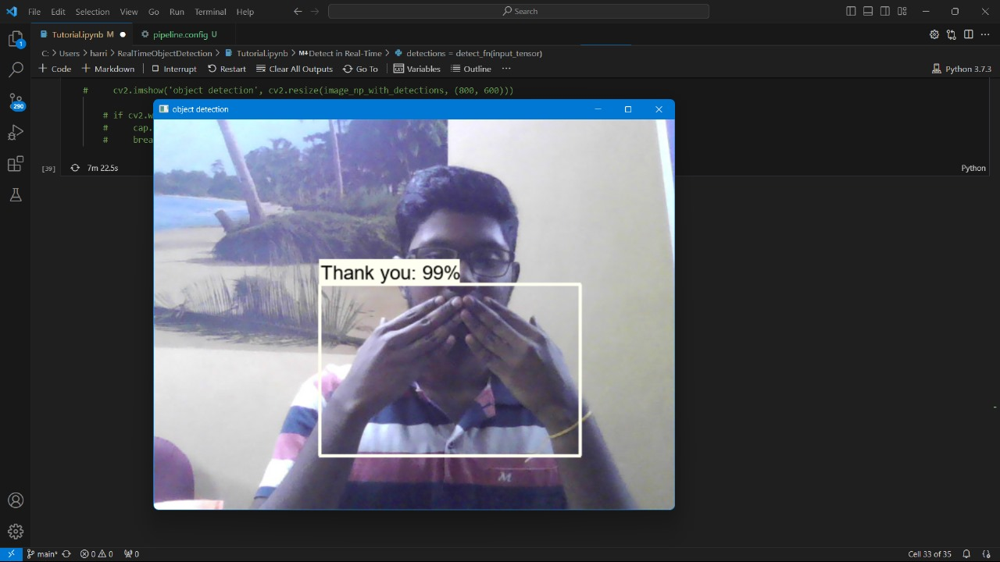 File Edit Selection View Go Run Terminal Help
Search
Tutorial.ipynb M
pipeline.config U
C: > Users > harri > RealTimeObjectDetection > Tutorial.ipynb > M↓Detect in Real-Time > detections = detect_fn(input_tensor)
+ Code + Markdown Interrupt Restart Clear All Outputs Go To Variables Outline ... Python 3.7.3
1
290
# cv2.imshow('object detection', cv2.resize(image_np_with_detections, (800, 600)))
# if cv2.w
# cap.
# brea
[39] 7m 22.5s Python
object detection
Thank you: 99%
M
main* 0 0 0 Cell 33 of 35